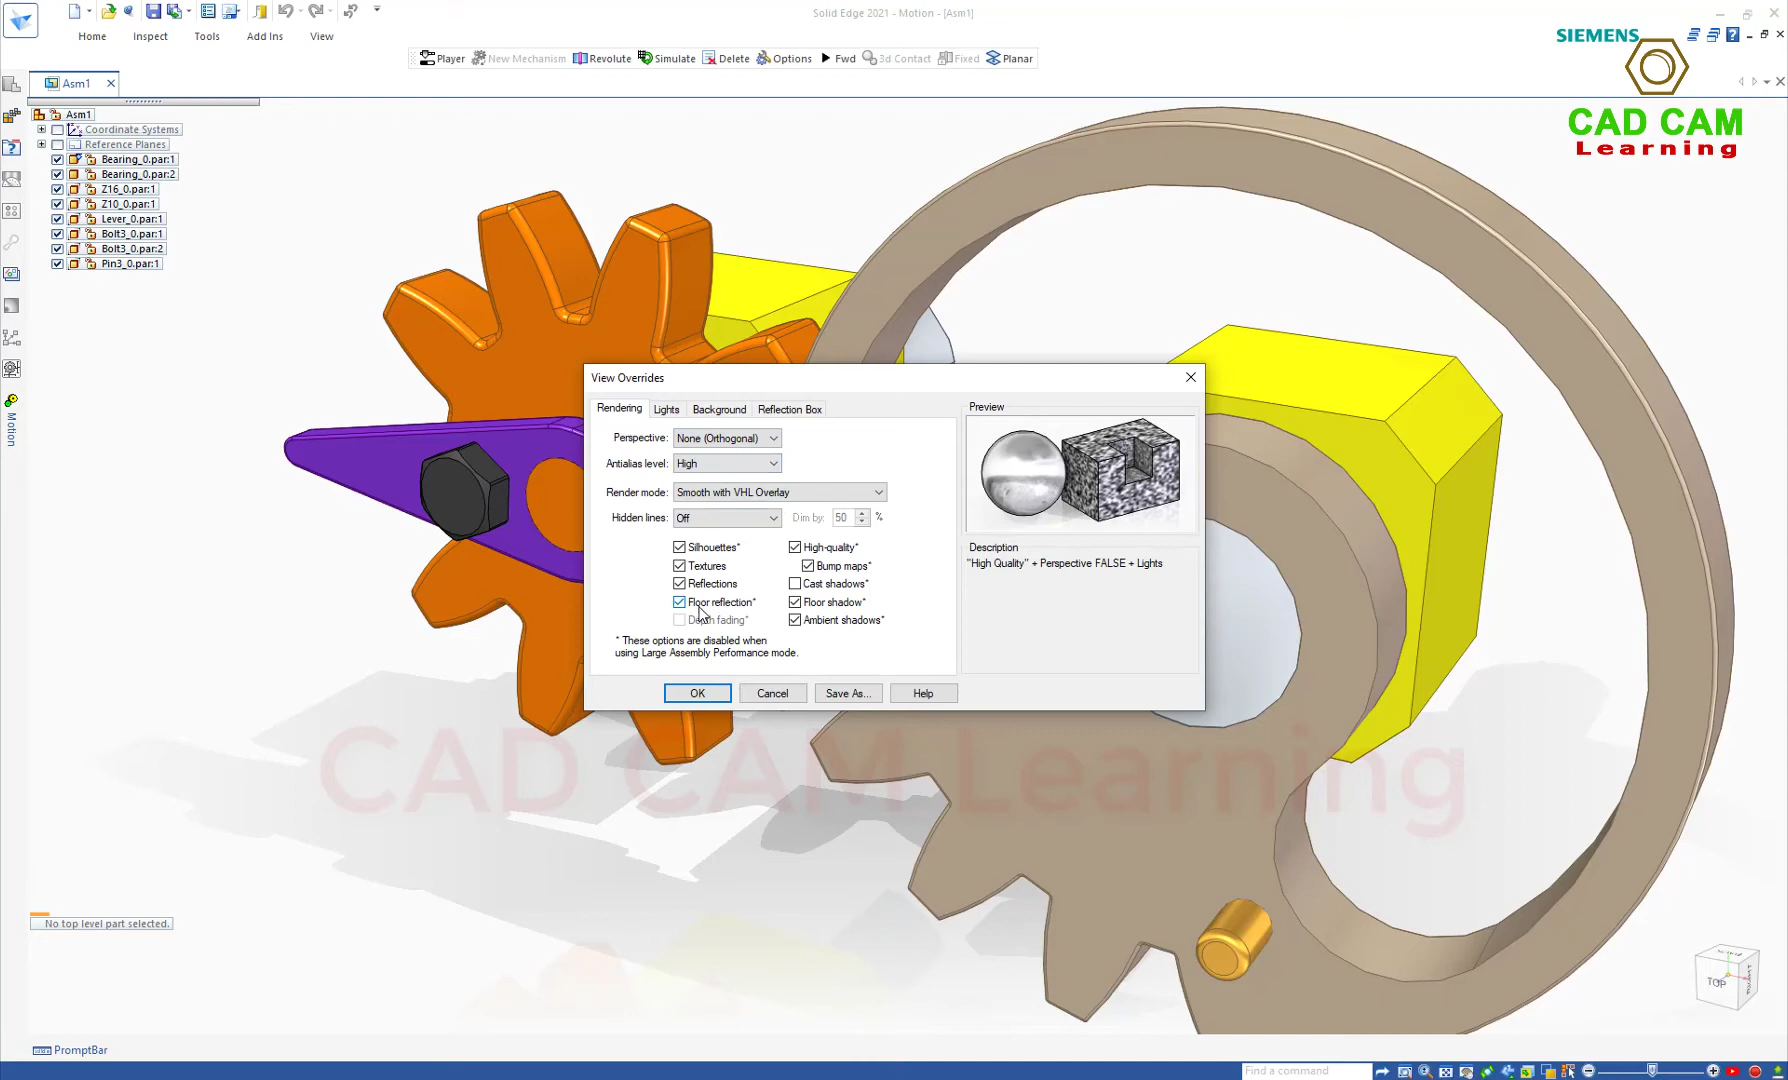 Solid Edge 2021 - Motion - [Asm1]
Home Inspect Tools Add Ins View
SIEMENS
Player New Mechanism Revolute Simulate Delete Options Fwd 3d Contact Fixed Planar
Asm1
CAD CAM
Learning
Asm1
Coordinate Systems
Reference Planes
Bearing_0.par:1
Bearing_0.par:2
Z16_0.par:1
Z10_0.par:1
Lever_0.par:1
Bolt3_0.par:1
Bolt3_0.par:2
Pin3_0.par:1
Motion
View Overrides
Rendering Lights Background Reflection Box
Perspective: None (Orthogonal)
Antialias level: High
Render mode: Smooth with VHL Overlay
Hidden lines: Off Dim by: 50 %
Silhouettes* High-quality*
Textures Bump maps*
Reflections Cast shadows*
Floor reflection* Floor shadow*
Depth fading* Ambient shadows*
* These options are disabled when
using Large Assembly Performance mode.
OK Cancel Save As... Help
Preview
Description
"High Quality" + Perspective FALSE + Lights
CAD CAM Learning
No top level part selected.
TOP
PromptBar
Find a command